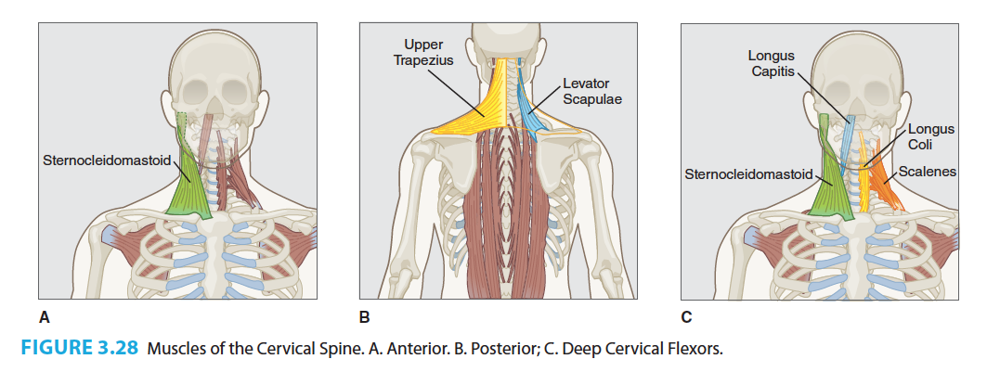 Sternocleidomastoid
A
Upper
Trapezius
Levator
Scapulae
B
Longus
Capitis
Longus
Coli
Sternocleidomastoid
Scalenes
C
FIGURE 3.28 Muscles of the Cervical Spine. A. Anterior. B. Posterior; C. Deep Cervical Flexors.